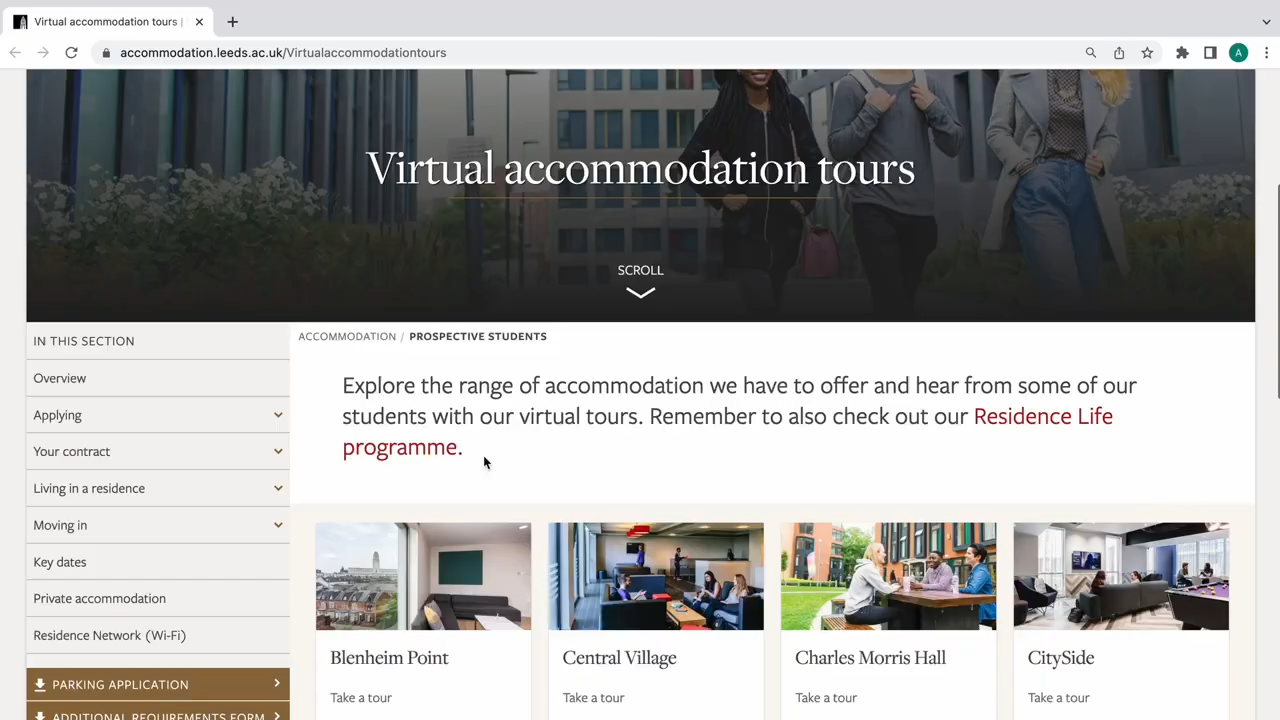 Virtual accommodation tours |
accommodation.leeds.ac.uk/Virtualaccommodationtours
A
Virtual accommodation tours
SCROLL
IN THIS SECTION
Overview
Applying
Your contract
Living in a residence
Moving in
Key dates
Private accommodation
Residence Network (Wi-Fi)
PARKING APPLICATION
ADDITIONAL REQUIREMENTS FORM
ACCOMMODATION / PROSPECTIVE STUDENTS
Explore the range of accommodation we have to offer and hear from some of our
students with our virtual tours. Remember to also check out our Residence Life
programme.
Blenheim Point
Take a tour
Central Village
Take a tour
Charles Morris Hall
Take a tour
CitySide
Take a tour